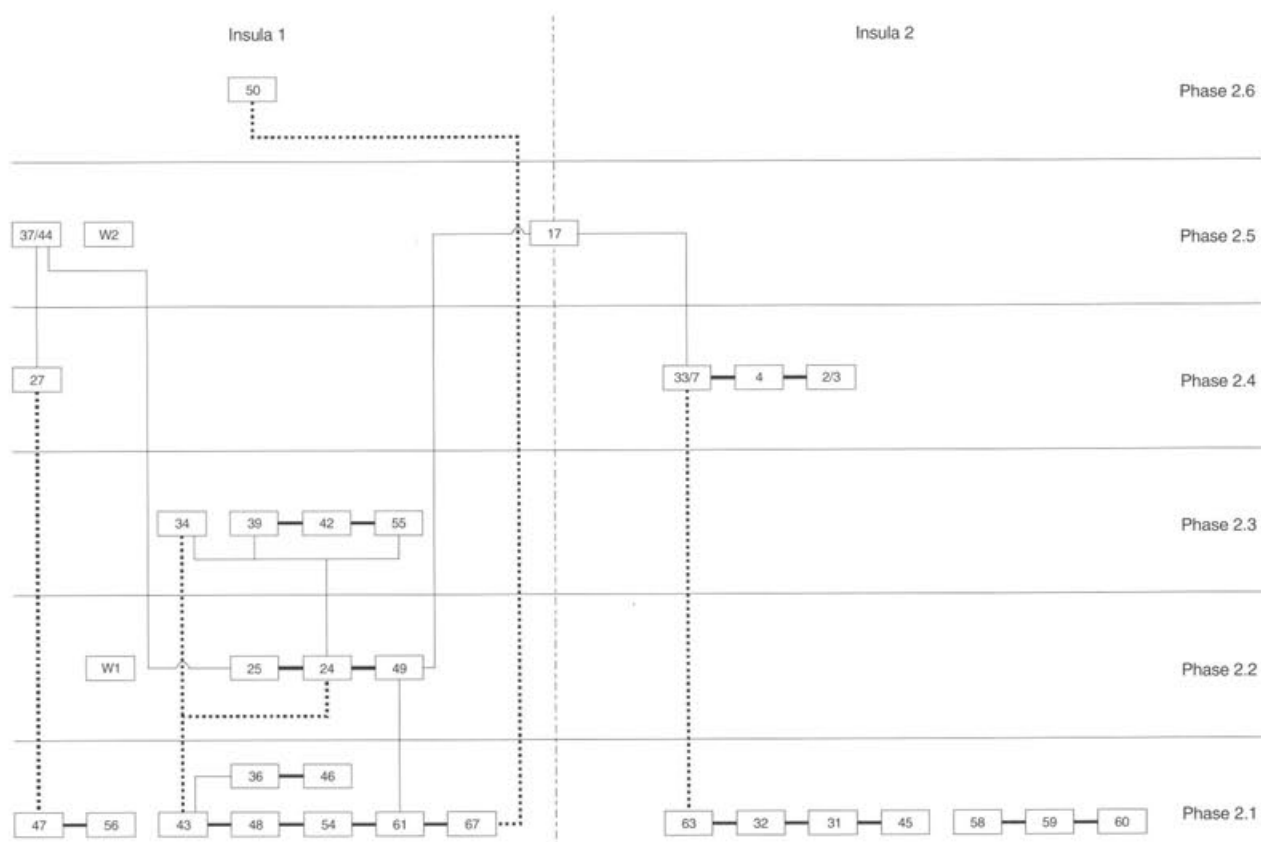 Insula 1 Insula 2
50 Phase 2.6
37/44 W2 17 Phase 2.5
27 33/7 4 2/3 Phase 2.4
34 39 42 55 Phase 2.3
W1 25 24 49 Phase 2.2
36 46
47 56 43 48 54 61 67 63 32 31 45 58 59 60 Phase 2.1